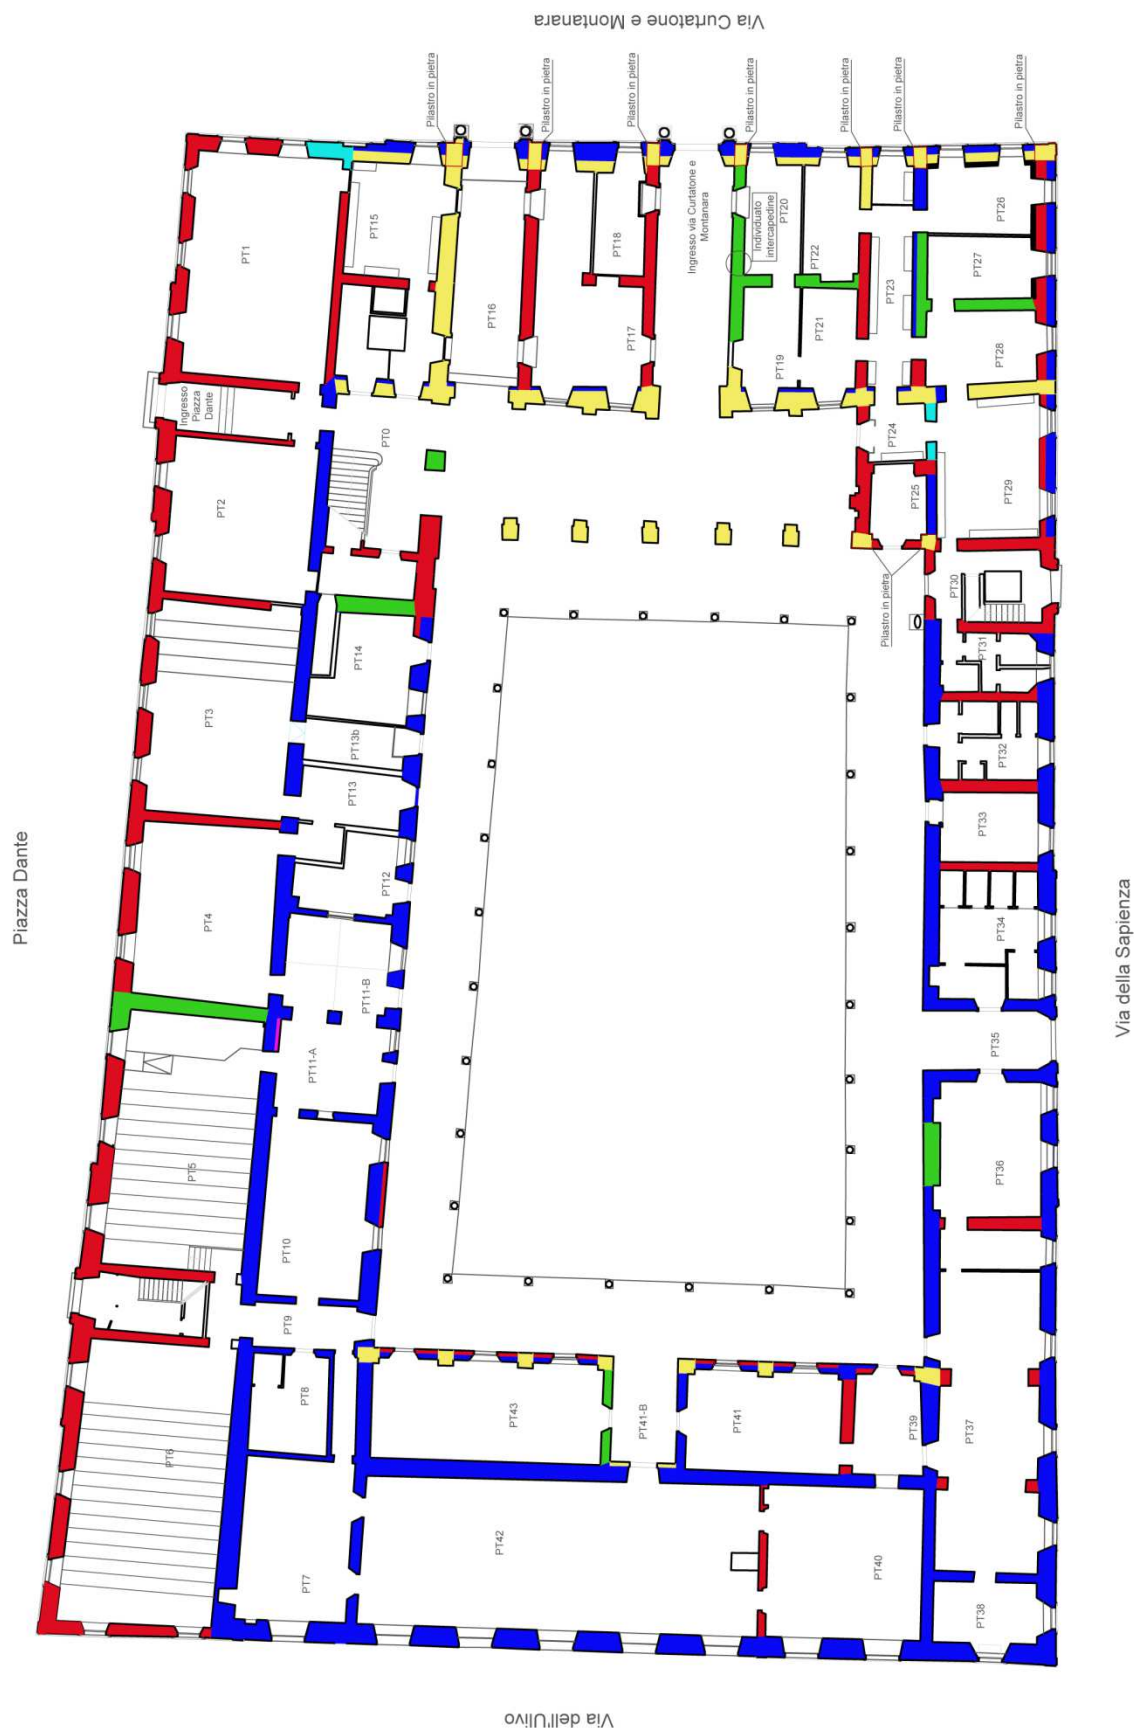 Via Curtatone e Montanara
Pilastro in pietra
Pilastro in pietra
Pilastro in pietra
Pilastro in pietra
Pilastro in pietra
Pilastro in pietra
Pilastro in pietra
PT1
PT15
PT16
PT18
PT17
Ingresso via Curtatone e
Montanara
Individuato
intercapedine
PT20
PT22
PT19
PT21
PT23
PT26
PT27
PT28
Ingresso
Piazza
Dante
PT0
PT2
PT24
PT25
PT29
PT30
Pilastro in pietra
PT31
PT3
PT14
PT13b
PT13
PT32
PT33
Piazza Dante
PT4
PT12
PT11-B
PT11-A
PT34
PT35
Via della Sapienza
PT5
PT10
PT9
PT36
PT6
PT8
PT43
PT41-B
PT41
PT39
PT37
PT7
PT42
PT40
PT38
Via dell'Ulivo